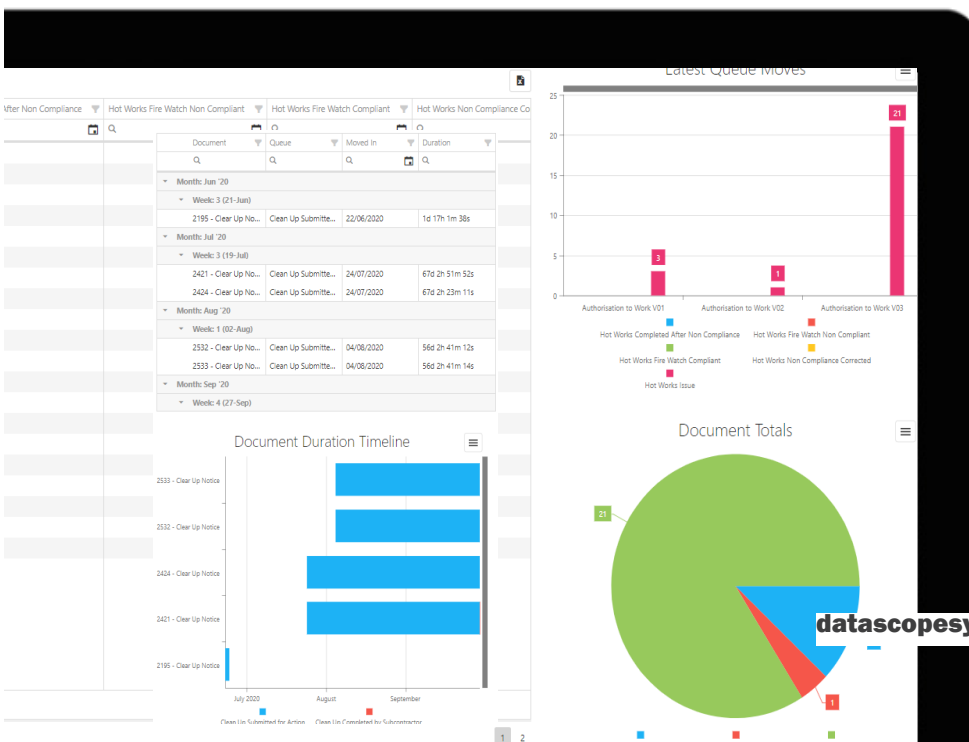 After Non Compliance
Hot Works Fire Watch Non Compliant
Hot Works Fire Watch Compliant
Hot Works Non Compliance Co
Document
Queue
Moved In
Duration
Month: Jun '20
Week: 3 (21-Jun)
2195 - Clear Up No... Clean Up Submitte... 22/06/2020 1d 17h 1m 38s
Month: Jul '20
Week: 3 (19-Jul)
2421 - Clear Up No... Clean Up Submitte... 24/07/2020 67d 2h 51m 52s
2424 - Clear Up No... Clean Up Submitte... 24/07/2020 67d 2h 23m 11s
Month: Aug '20
Week: 1 (02-Aug)
2532 - Clear Up No... Clean Up Submitte... 04/08/2020 56d 2h 41m 12s
2533 - Clear Up No... Clean Up Submitte... 04/08/2020 56d 2h 41m 14s
Month: Sep '20
Week: 4 (27-Sep)
Document Duration Timeline
2533 - Clear Up Notice
2532 - Clear Up Notice
2424 - Clear Up Notice
2421 - Clear Up Notice
2195 - Clear Up Notice
July 2020 August September
Clean Up Submitted for Action Clean Up Completed by Subcontractor
1 2
Latest Queue Moves
25
20
15
10
5
0
3
1
21
Authorisation to Work V01 Authorisation to Work V02 Authorisation to Work V03
Hot Works Completed After Non Compliance Hot Works Fire Watch Non Compliant
Hot Works Fire Watch Compliant Hot Works Non Compliance Corrected
Hot Works Issue
Document Totals
21
1
datascopesy